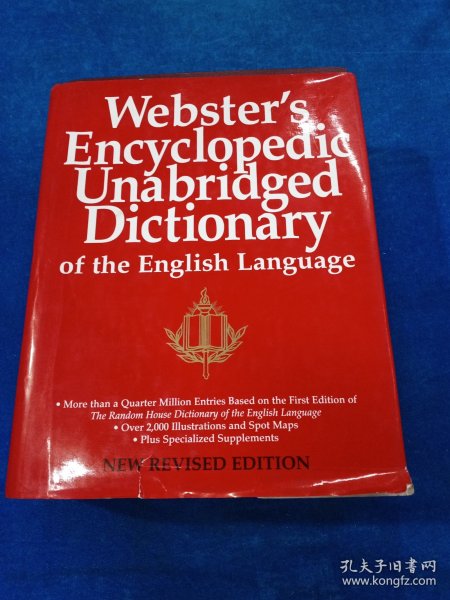 Webster's
Encyclopedic
Unabridged
Dictionary
of the English Language
• More than a Quarter Million Entries Based on the First Edition of
The Random House Dictionary of the English Language
• Over 2,000 Illustrations and Spot Maps
• Plus Specialized Supplements
NEW REVISED EDITION
孔夫子旧书网
www.kongfz.com